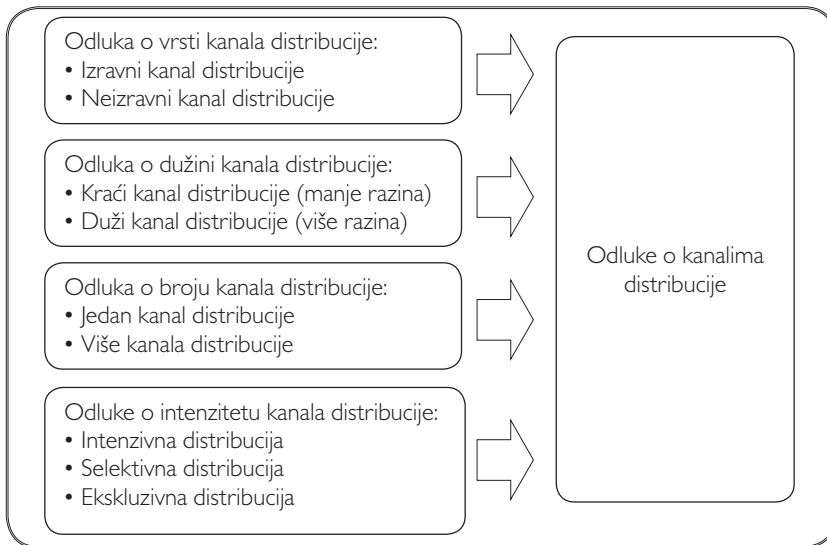 Odluka o vrsti kanala distribucije:
• Izravni kanal distribucije
• Neizravni kanal distribucije
Odluka o dužini kanala distribucije:
• Kraći kanal distribucije (manje razina)
• Duži kanal distribucije (više razina)
Odluka o broju kanala distribucije:
• Jedan kanal distribucije
• Više kanala distribucije
Odluke o intenzitetu kanala distribucije:
• Intenzivna distribucija
• Selektivna distribucija
• Ekskluzivna distribucija
Odluke o kanalima
distribucije